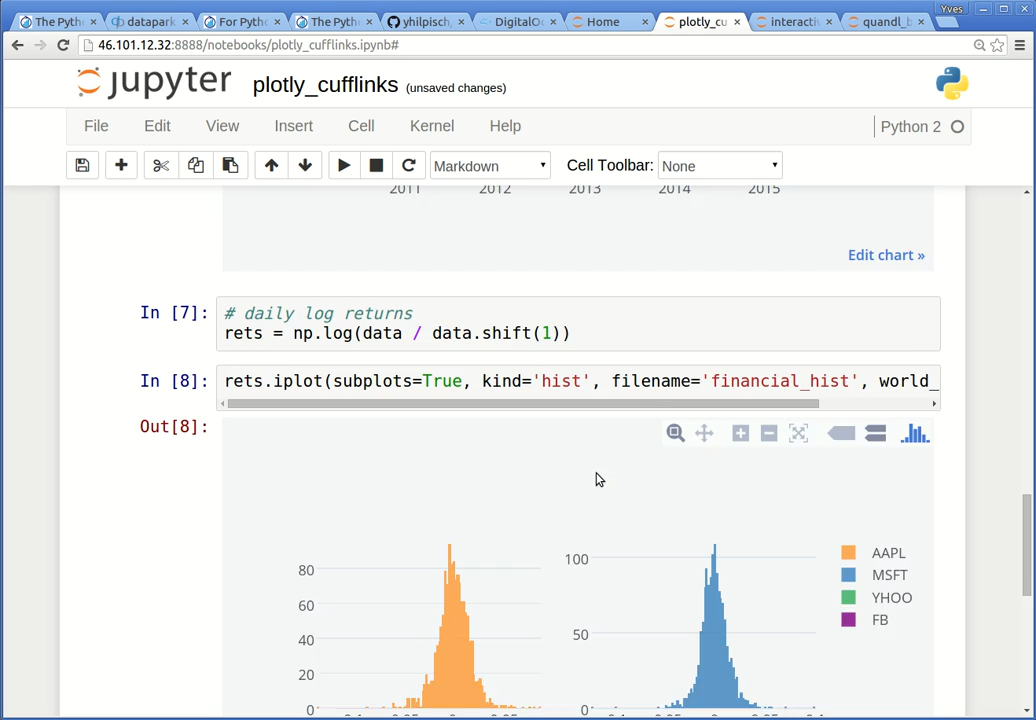 Yves
The Pyth
datapark
For Pyth
The Pyth
yhilpisch
DigitalOc
Home
plotly_cu
interacti
quandl_b
46.101.12.32:8888/notebooks/plotly_cufflinks.ipynb#
jupyter plotly_cufflinks (unsaved changes)
File Edit View Insert Cell Kernel Help Python 2
Markdown Cell Toolbar: None
2011 2012 2013 2014 2015
Edit chart »
In [7]: # daily log returns
rets = np.log(data / data.shift(1))
In [8]: rets.iplot(subplots=True, kind='hist', filename='financial_hist', world_
Out[8]:
80
60
40
20
0
100
50
0
AAPL
MSFT
YHOO
FB